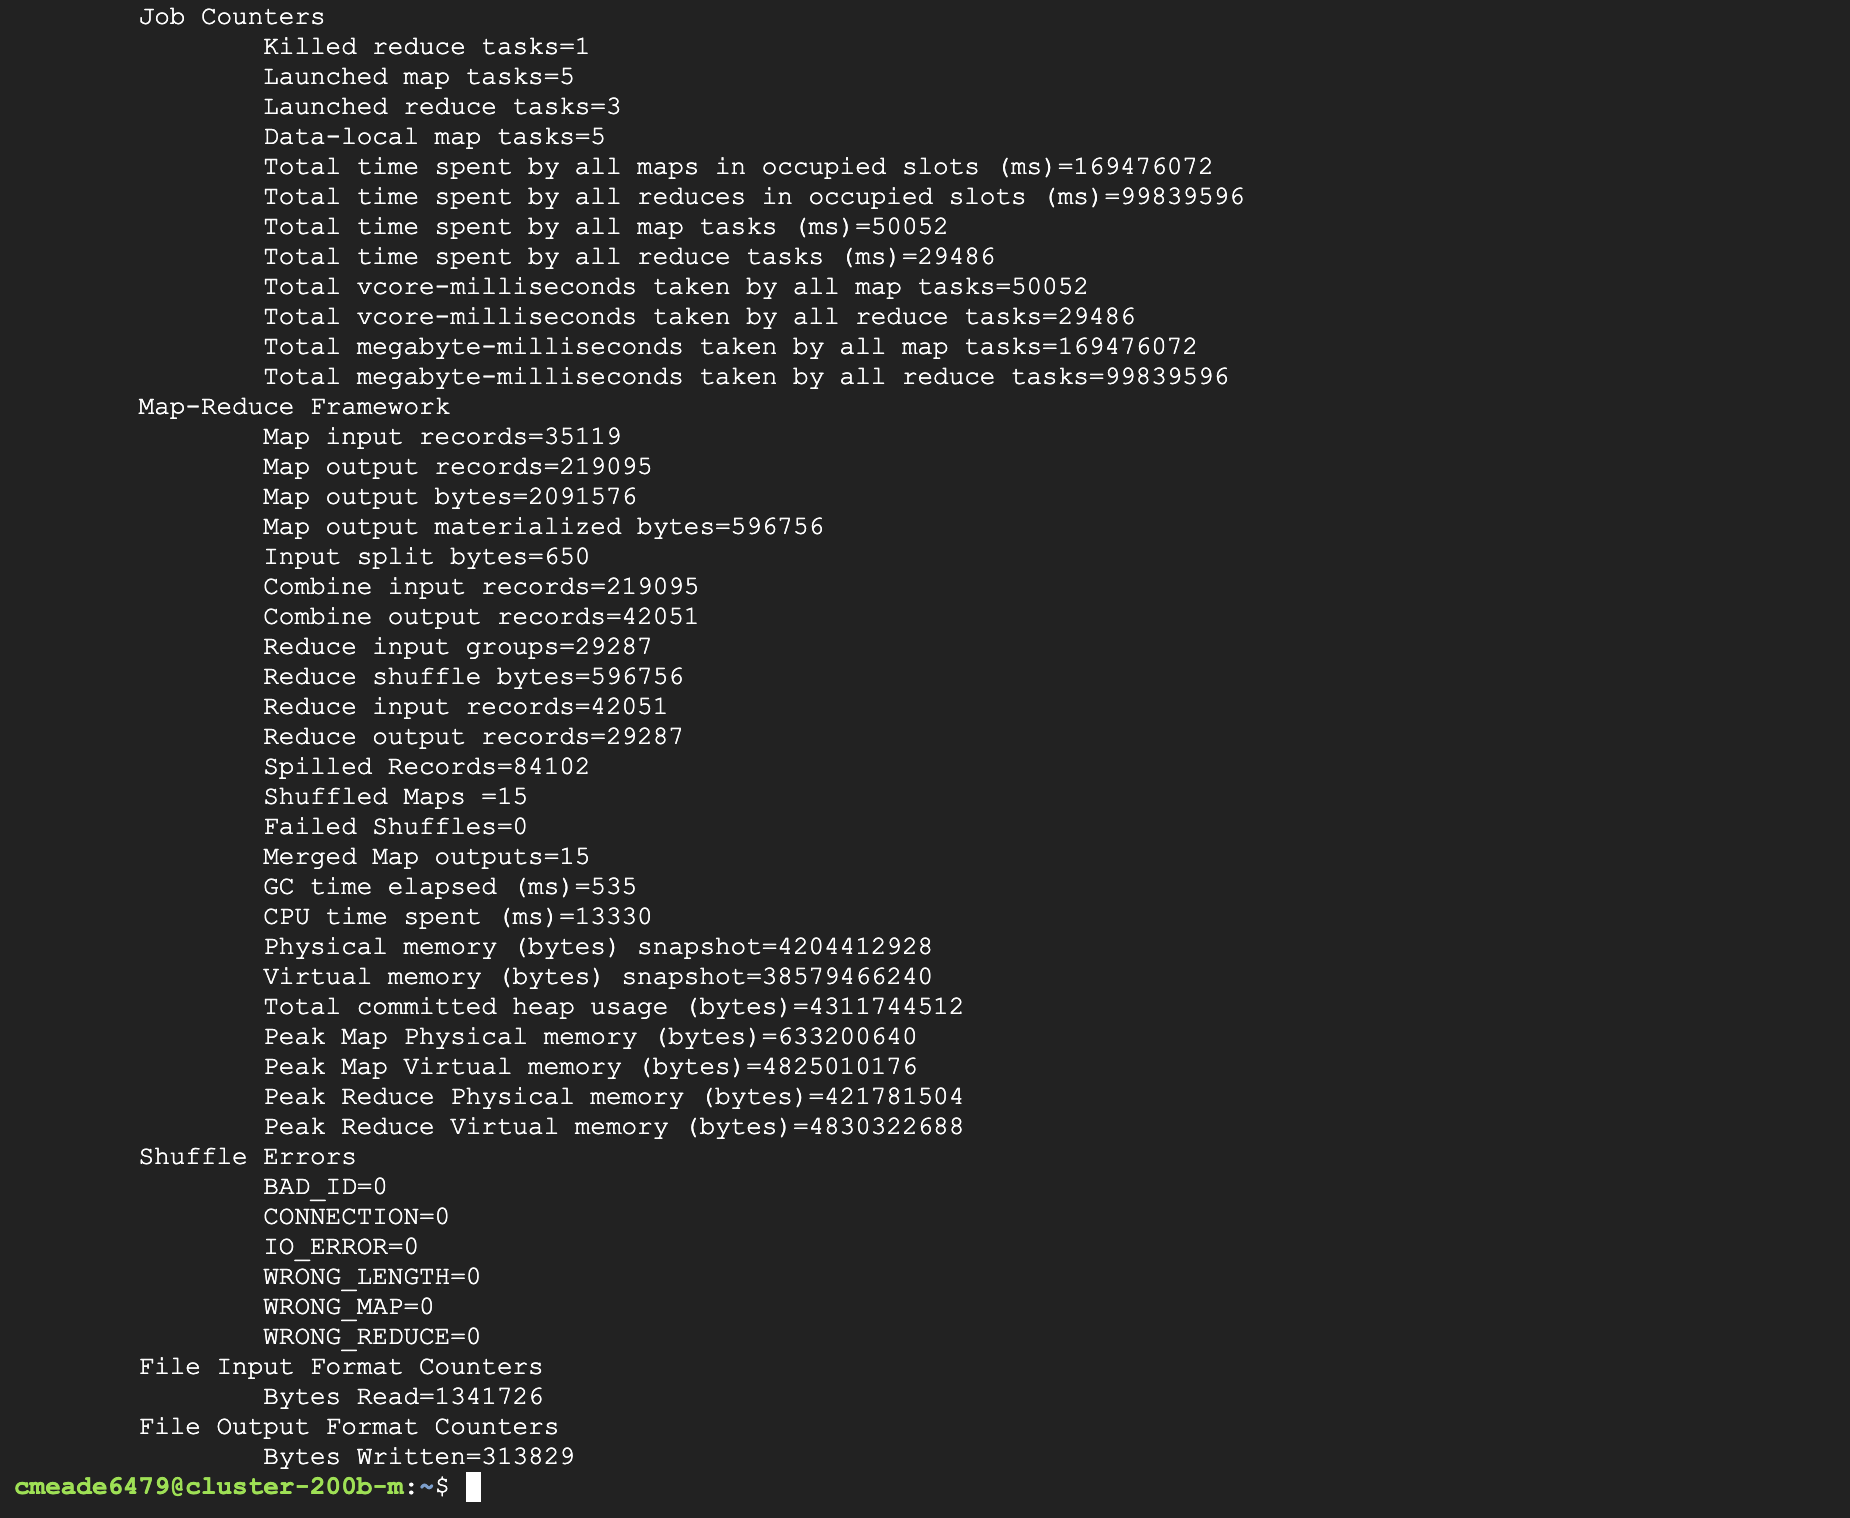 Job Counters
Killed reduce tasks=1
Launched map tasks=5
Launched reduce tasks=3
Data-local map tasks=5
Total time spent by all maps in occupied slots (ms)=169476072
Total time spent by all reduces in occupied slots (ms)=99839596
Total time spent by all map tasks (ms)=50052
Total time spent by all reduce tasks (ms)=29486
Total vcore-milliseconds taken by all map tasks=50052
Total vcore-milliseconds taken by all reduce tasks=29486
Total megabyte-milliseconds taken by all map tasks=169476072
Total megabyte-milliseconds taken by all reduce tasks=99839596
Map-Reduce Framework
Map input records=35119
Map output records=219095
Map output bytes=2091576
Map output materialized bytes=596756
Input split bytes=650
Combine input records=219095
Combine output records=42051
Reduce input groups=29287
Reduce shuffle bytes=596756
Reduce input records=42051
Reduce output records=29287
Spilled Records=84102
Shuffled Maps =15
Failed Shuffles=0
Merged Map outputs=15
GC time elapsed (ms)=535
CPU time spent (ms)=13330
Physical memory (bytes) snapshot=4204412928
Virtual memory (bytes) snapshot=38579466240
Total committed heap usage (bytes)=4311744512
Peak Map Physical memory (bytes)=633200640
Peak Map Virtual memory (bytes)=4825010176
Peak Reduce Physical memory (bytes)=421781504
Peak Reduce Virtual memory (bytes)=4830322688
Shuffle Errors
BAD_ID=0
CONNECTION=0
IO_ERROR=0
WRONG_LENGTH=0
WRONG_MAP=0
WRONG_REDUCE=0
File Input Format Counters
Bytes Read=1341726
File Output Format Counters
Bytes Written=313829
cmeade6479@cluster-200b-m:~$